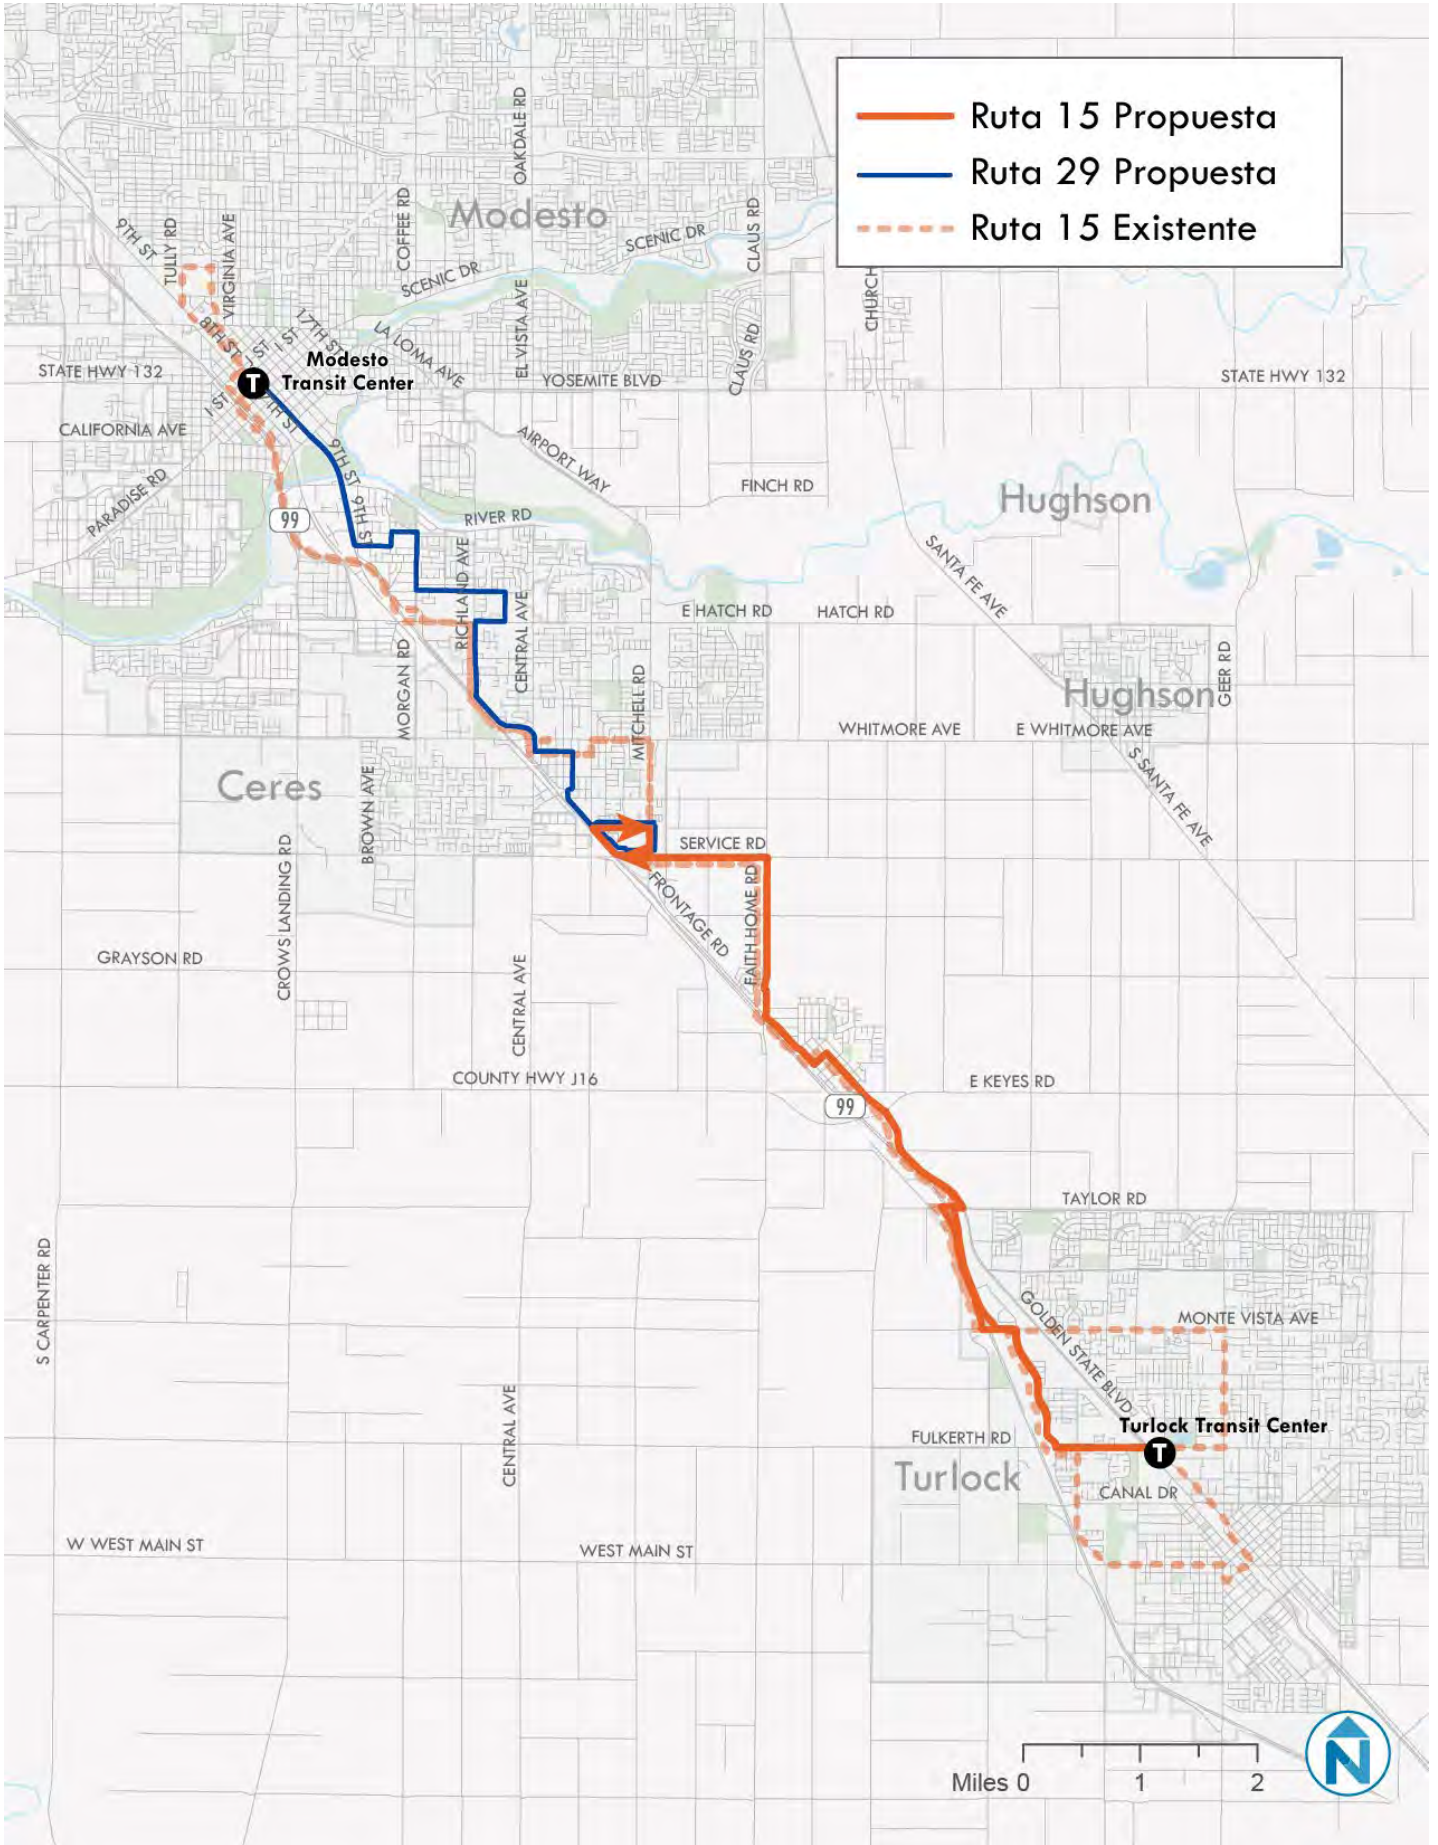 Ruta 15 Propuesta
Ruta 29 Propuesta
Ruta 15 Existente
OAKDALE RD
COFFEE RD
Modesto
CLAUS RD
SCENIC DR
9TH ST
TULLY RD
VIRGINIA AVE
SCENIC DR
EL VISTA AVE
CHURCH
17TH ST
I ST
8TH ST
LA LOMA AVE
CLAUS RD
Modesto
Transit Center
T
STATE HWY 132
YOSEMITE BLVD
STATE HWY 132
I ST
CALIFORNIA AVE
9TH ST
AIRPORT WAY
PARADISE RD
FINCH RD
Hughson
99
9TH ST
RIVER RD
SANTA FE AVE
RICHLAND AVE
CENTRAL AVE
E HATCH RD
HATCH RD
MORGAN RD
MITCHELL RD
GEER RD
Hughson
WHITMORE AVE
E WHITMORE AVE
S SANTA FE AVE
Ceres
BROWN AVE
CROWS LANDING RD
SERVICE RD
FRONTAGE RD
FAITH HOME RD
GRAYSON RD
CENTRAL AVE
COUNTY HWY J16
E KEYES RD
99
TAYLOR RD
S CARPENTER RD
GOLDEN STATE BLVD
MONTE VISTA AVE
CENTRAL AVE
FULKERTH RD
Turlock Transit Center
T
Turlock
CANAL DR
W WEST MAIN ST
WEST MAIN ST
Miles 0 1 2
N